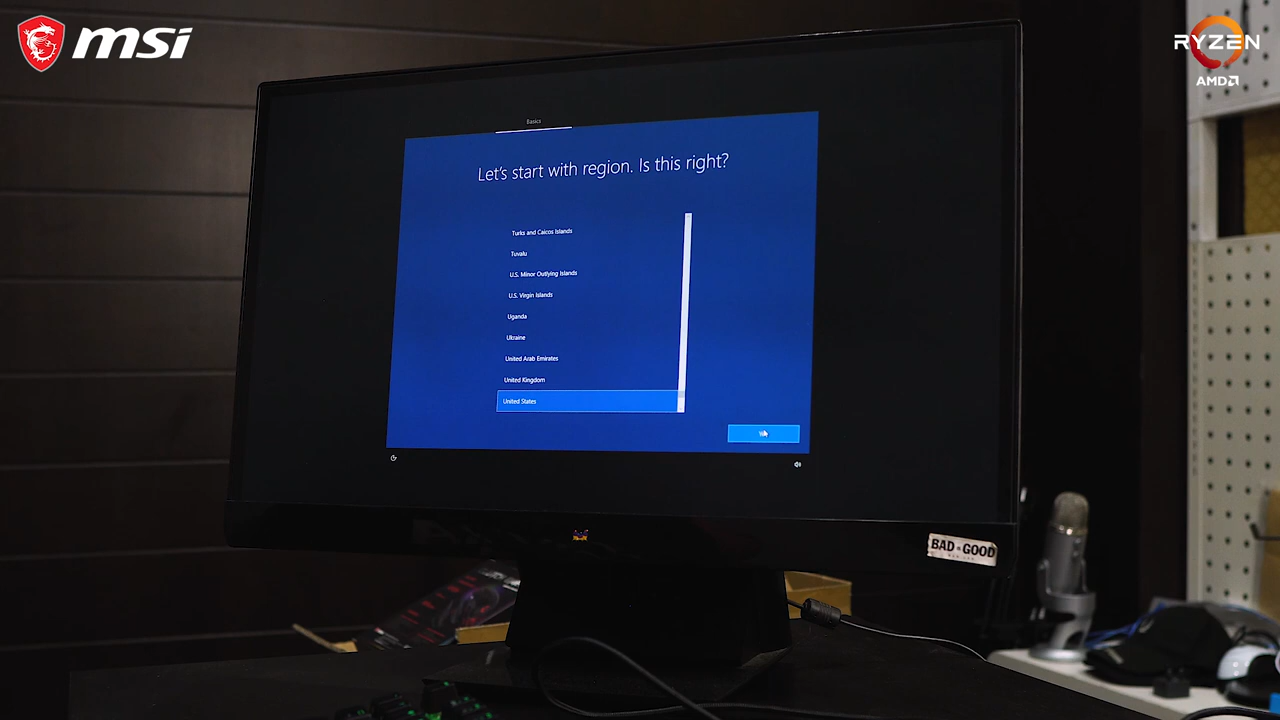 msi
RYZEN
AMD
Basics
Let's start with region. Is this right?
Turks and Caicos Islands
Tuvalu
U.S. Minor Outlying Islands
U.S. Virgin Islands
Uganda
Ukraine
United Arab Emirates
United Kingdom
United States
BAD GOOD